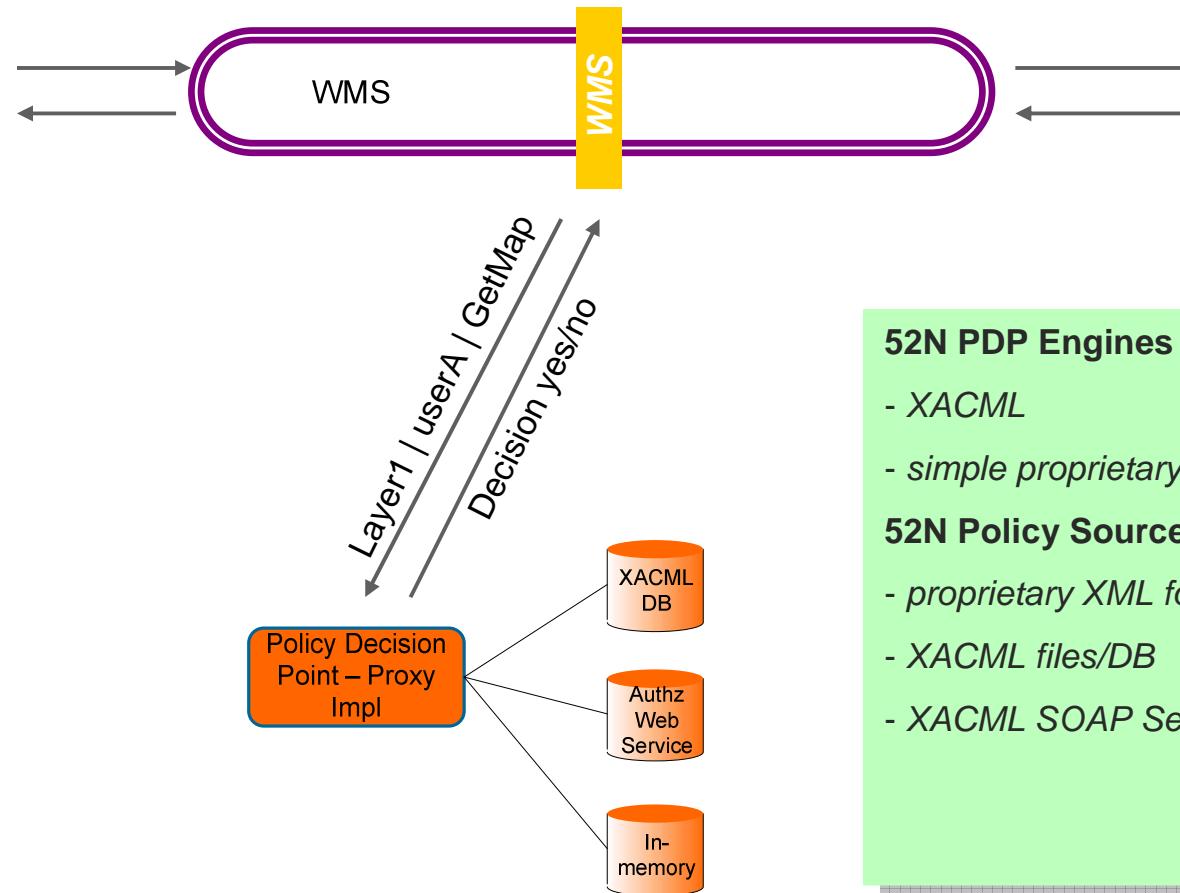 WMS
WMS
Layer1 | userA | GetMap
Decision yes/no
Policy Decision
Point – Proxy
Impl
XACML
DB
Authz
Web
Service
In-
memory
52N PDP Engines
- XACML
- simple proprietary
52N Policy Source
- proprietary XML fo
- XACML files/DB
- XACML SOAP Se